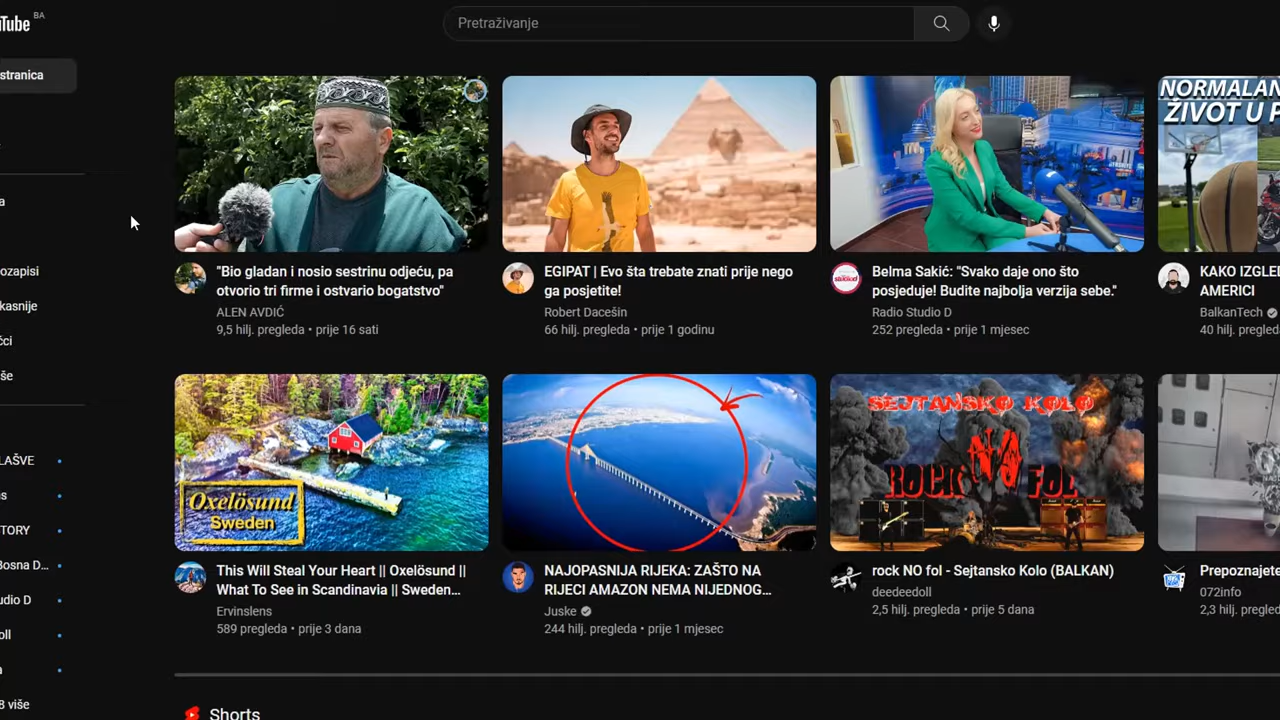 Tube BA
Pretraživanje
stranica
a
ozapisi
kasnije
ći
še
LAŠVE
s
TORY
Bosna D...
dio D
oll
a
8 više
"Bio gladan i nosio sestrinu odjeću, pa
otvorio tri firme i ostvario bogatstvo"
ALEN AVDIĆ
9,5 hilj. pregleda • prije 16 sati
EGIPAT | Evo šta trebate znati prije nego
ga posjetite!
Robert Dacešin
66 hilj. pregleda • prije 1 godinu
Belma Sakić: "Svako daje ono što
posjeduje! Budite najbolja verzija sebe."
Radio Studio D
252 pregleda • prije 1 mjesec
NORMALAN
ŽIVOT U P
KAKO IZGLE
AMERICI
BalkanTech
40 hilj. pregled
Oxelösund
Sweden
This Will Steal Your Heart || Oxelösund ||
What To See in Scandinavia || Sweden...
Ervinslens
589 pregleda • prije 3 dana
NAJOPASNIJA RIJEKA: ZAŠTO NA
RIJECI AMAZON NEMA NIJEDNOG...
Juske
244 hilj. pregleda • prije 1 mjesec
SEJTANSKO KOLO
ROCK NO FOL
rock NO fol - Sejtansko Kolo (BALKAN)
deedeedoll
2,5 hilj. pregleda • prije 5 dana
Prepoznajete
072info
2,3 hilj. pregled
Shorts